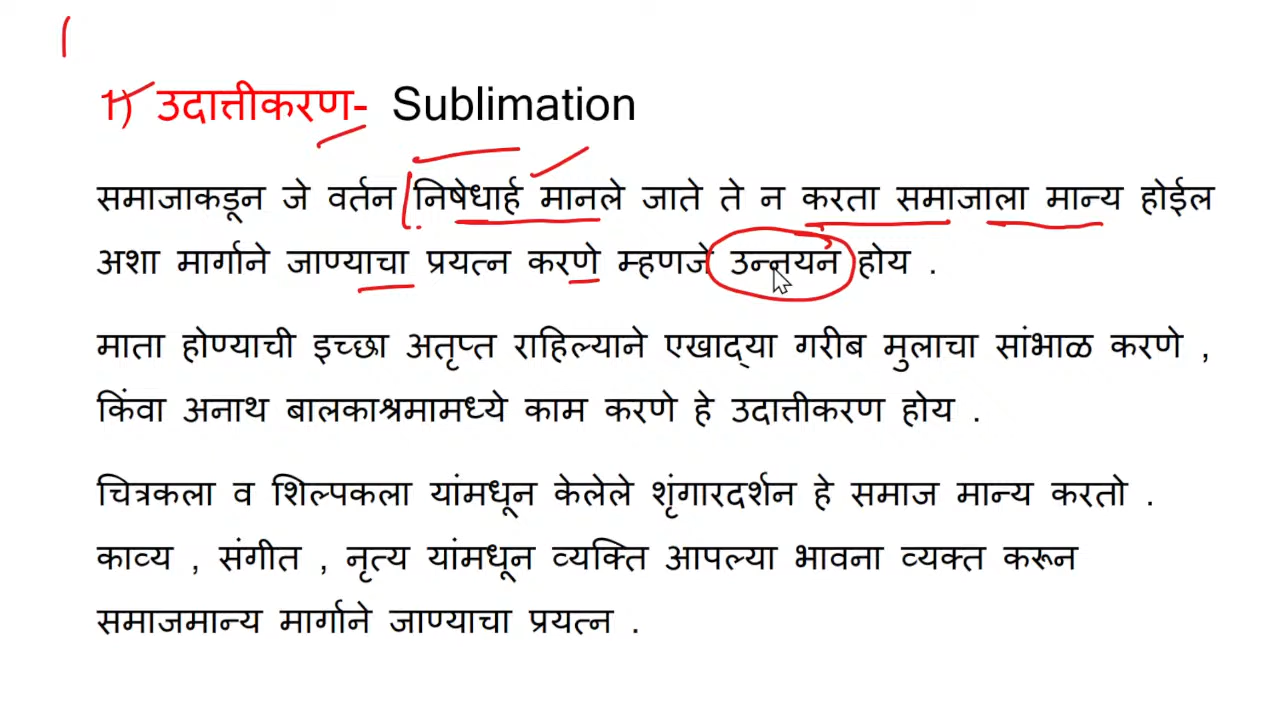 1) उदात्तीकरण- Sublimation
समाजाकडून जे वर्तन निषेधार्ह मानले जाते ते न करता समाजाला मान्य होईल
अशा मार्गाने जाण्याचा प्रयत्न करणे म्हणजे उन्नयन होय .
माता होण्याची इच्छा अतृप्त राहिल्याने एखाद्या गरीब मुलाचा सांभाळ करणे ,
किंवा अनाथ बालकाश्रमामध्ये काम करणे हे उदात्तीकरण होय .
चित्रकला व शिल्पकला यांमधून केलेले शृंगारदर्शन हे समाज मान्य करतो .
काव्य , संगीत , नृत्य यांमधून व्यक्ति आपल्या भावना व्यक्त करून
समाजमान्य मार्गाने जाण्याचा प्रयत्न .